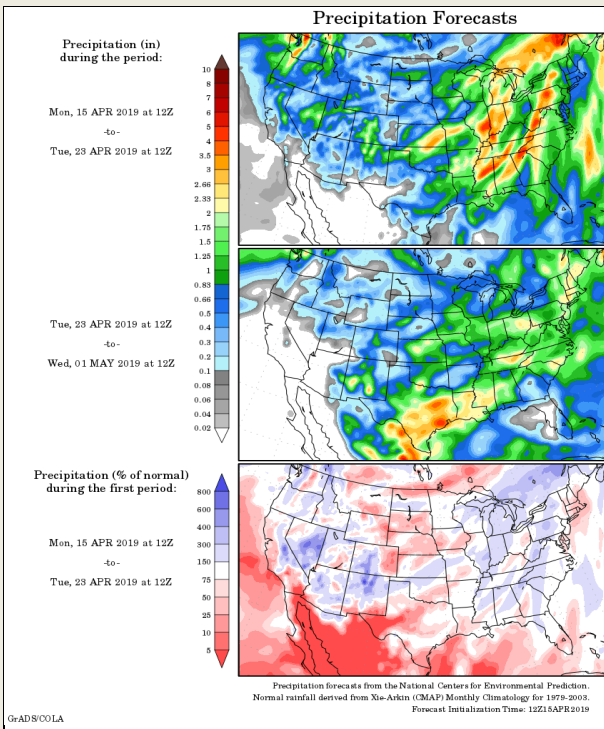 Precipitation Forecasts
Precipitation (in)
during the period:
Mon, 15 APR 2019 at 12Z
-to-
Tue, 23 APR 2019 at 12Z
10
8
7
6
5
4
3.5
3
2.66
2.33
2
1.75
1.5
1.25
1
0.83
0.66
0.5
0.4
0.3
0.2
0.1
0.08
0.06
0.04
0.02
Tue, 23 APR 2019 at 12Z
-to-
Wed, 01 MAY 2019 at 12Z
Precipitation (% of normal)
during the first period:
Mon, 15 APR 2019 at 12Z
-to-
Tue, 23 APR 2019 at 12Z
800
600
400
300
150
75
50
25
10
5
Precipitation forecasts from the National Centers for Environmental Prediction.
Normal rainfall derived from Xie-Arkin (CMAP) Monthly Climatology for 1979-2003.
Forecast Initialization Time: 12Z15APR2019
GrADS/COLA